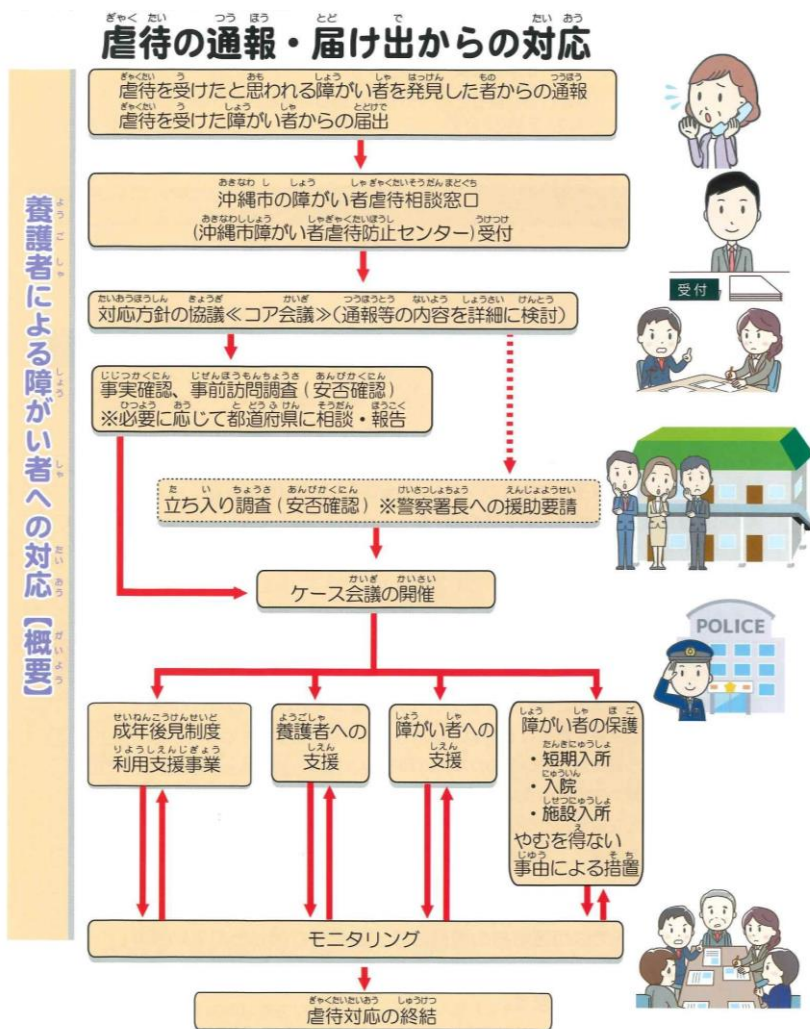 虐待の通報・届け出からの対応
養護者による障がい者への対応【概要】
虐待を受けたと思われる障がい者を発見した者からの通報
虐待を受けた障がい者からの届出
沖縄市の障がい者虐待相談窓口
(沖縄市障がい者虐待防止センター)受付
受付
対応方針の協議≪コア会議≫(通報等の内容を詳細に検討)
事実確認、事前訪問調査(安否確認)
※必要に応じて都道府県に相談・報告
立ち入り調査(安否確認) ※警察署長への援助要請
ケース会議の開催
POLICE
成年後見制度
利用支援事業
養護者への
支援
障がい者への
支援
障がい者の保護
・短期入所
・入院
・施設入所
やむを得ない
事由による措置
モニタリング
虐待対応の終結